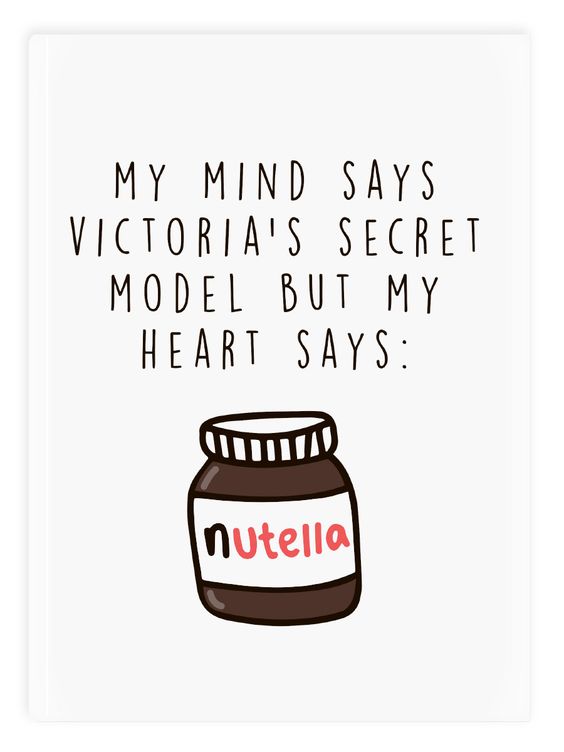 MY MIND SAYS
VICTORIA'S SECRET
MODEL BUT MY
HEART SAYS:
nutella